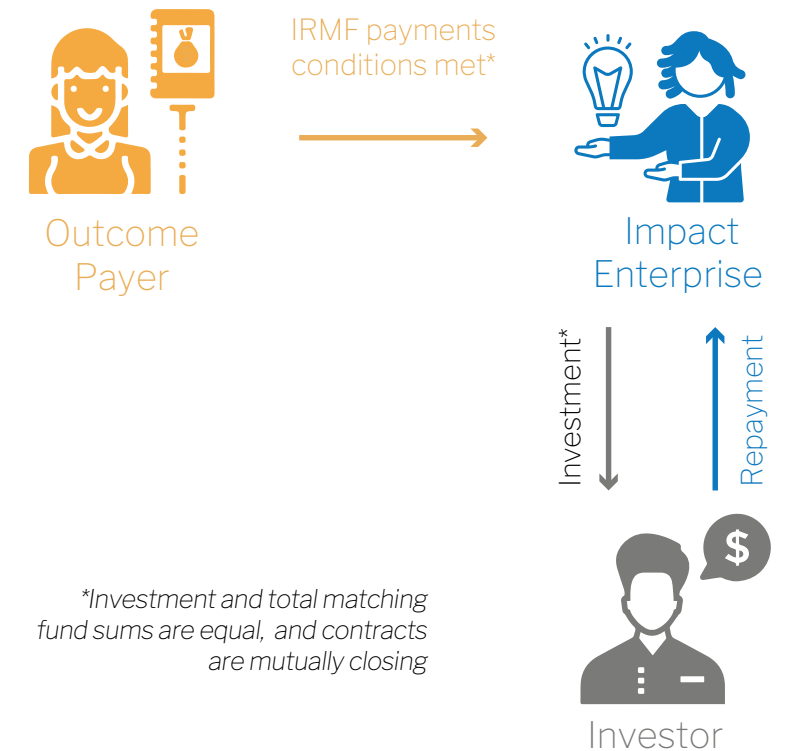 IRMF payments
conditions met*
Outcome
Payer
Impact
Enterprise
Investment*
Repayment
$
*Investment and total matching
fund sums are equal, and contracts
are mutually closing
Investor